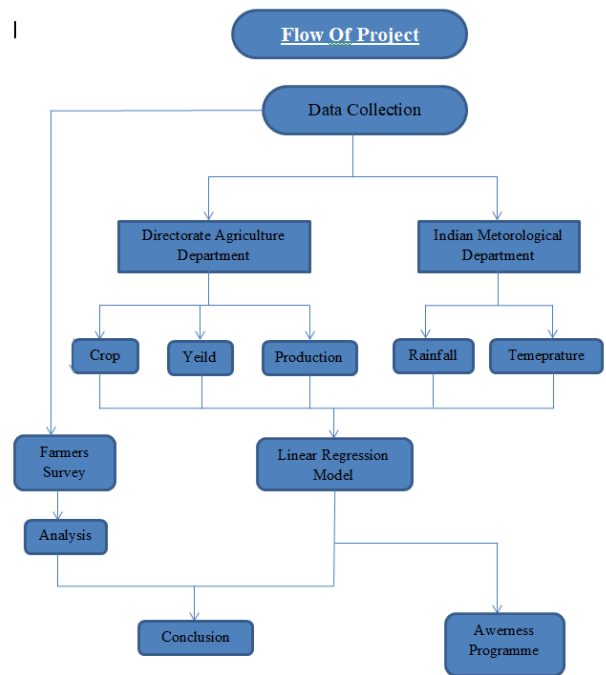 Flow Of Project
Data Collection
Directorate Agriculture
Department
Indian Metorological
Department
Crop
Yeild
Production
Rainfall
Temeprature
Farmers
Survey
Linear Regression
Model
Analysis
Conclusion
Awerness
Programme